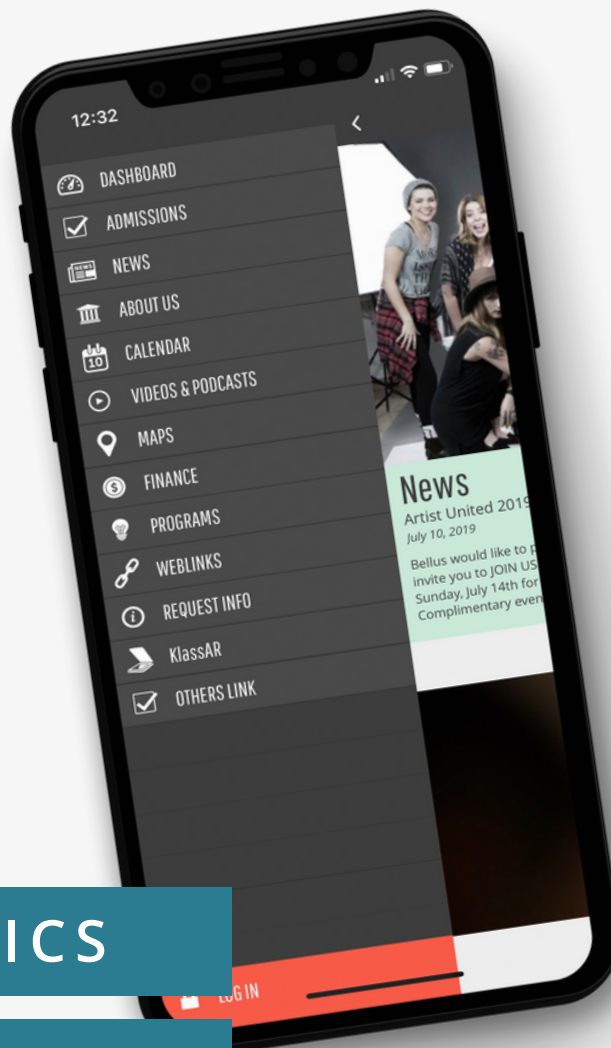 12:32
DASHBOARD
ADMISSIONS
NEWS
ABOUT US
10
CALENDAR
VIDEOS & PODCASTS
MAPS
FINANCE
PROGRAMS
WEBLINKS
REQUEST INFO
KlassAR
OTHERS LINK
LOG IN
News
Artist United 2019
July 10, 2019
Bellus would like to p
invite you to JOIN US
Sunday, July 14th for
Complimentary even
ICS